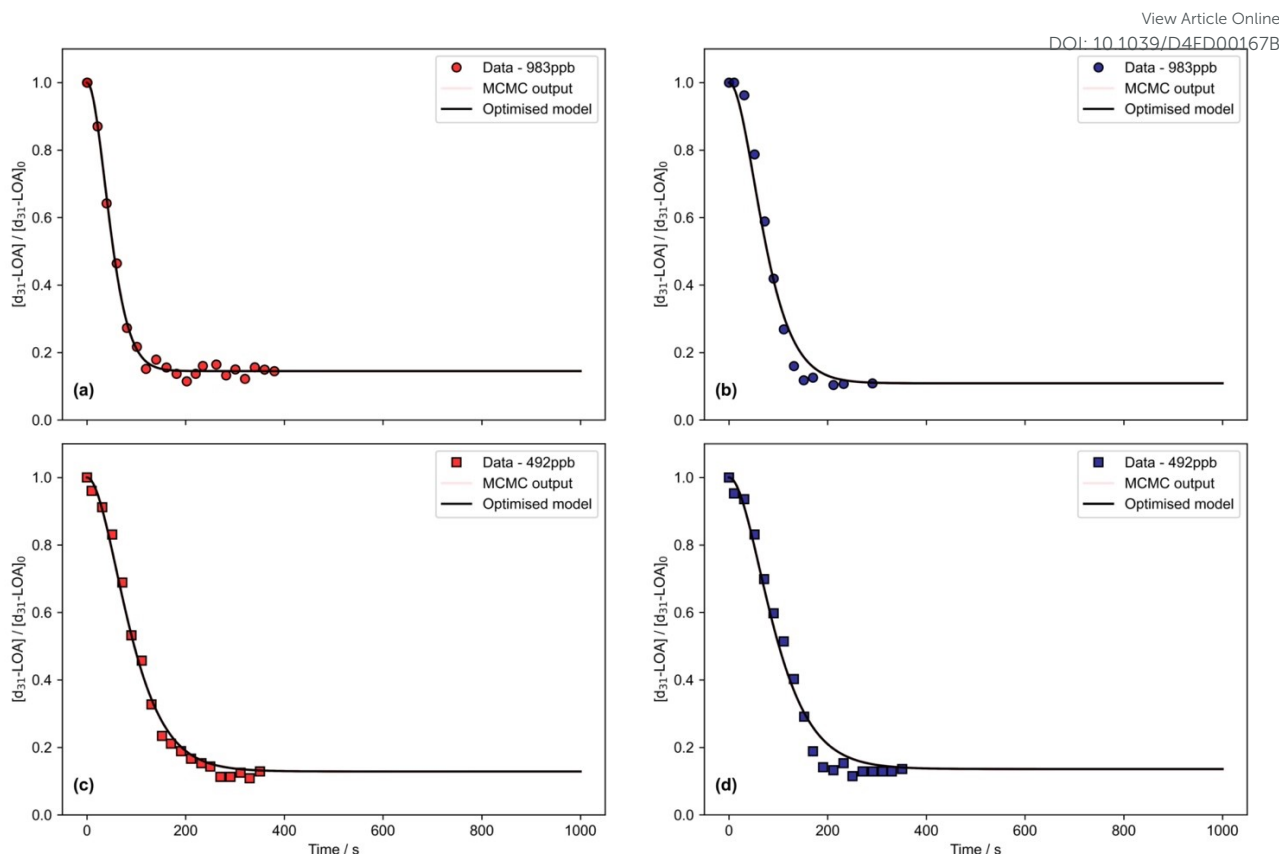 View Article Online
DOI: 10.1039/D4FD00167B
[d31-LOA] / [d31-LOA]0
1.0
0.8
0.6
0.4
0.2
0.0
Data - 983ppb
MCMC output
Optimised model
(a)
[d31-LOA] / [d31-LOA]0
1.0
0.8
0.6
0.4
0.2
0.0
Data - 983ppb
MCMC output
Optimised model
(b)
[d31-LOA] / [d31-LOA]0
1.0
0.8
0.6
0.4
0.2
0.0
Data - 492ppb
MCMC output
Optimised model
(c)
0 200 400 600 800 1000
Time / s
[d31-LOA] / [d31-LOA]0
1.0
0.8
0.6
0.4
0.2
0.0
Data - 492ppb
MCMC output
Optimised model
(d)
0 200 400 600 800 1000
Time / s